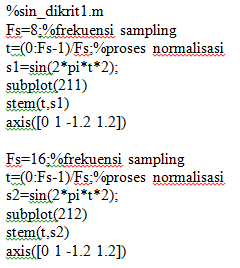 %sin_dikrit1.m
Fs=8;%frekuensi sampling
t=(0:Fs-1)/Fs;%proses normalisasi
s1=sin(2*pi*t*2);
subplot(211)
stem(t,s1)
axis([0 1 -1.2 1.2])
Fs=16;%frekuensi sampling
t=(0:Fs-1)/Fs;%proses normalisasi
s2=sin(2*pi*t*2);
subplot(212)
stem(t,s2)
axis([0 1 -1.2 1.2])